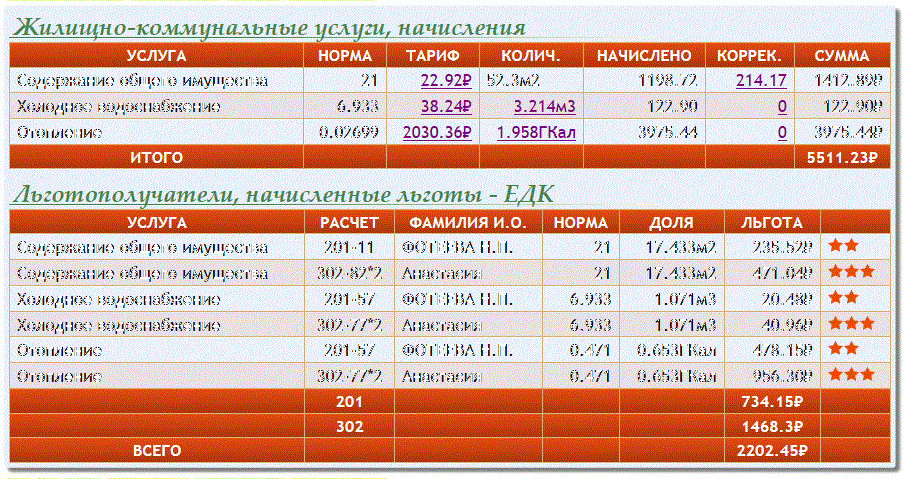 Жилищно-коммунальные услуги, начисления
УСЛУГА НОРМА ТАРИФ КОЛИЧ. НАЧИСЛЕНО КОРРЕК. СУММА
Содержание общего имущества 21 22.92₽ 52.3м2 1198.72 214.17 1412.89₽
Холодное водоснабжение 6.933 38.24₽ 3.214м3 122.90 0 122.90₽
Отопление 0.02699 2030.36₽ 1.958ГКал 3975.44 0 3975.44₽
ИТОГО 5511.23₽
Льготополучатели, начисленные льготы - ЕДК
УСЛУГА РАСЧЕТ ФАМИЛИЯ И.О. НОРМА ДОЛЯ ЛЬГОТА
Содержание общего имущества 201-11 ФОТЕЕВА Н.П. 21 17.433м2 235.52₽ ★★
Содержание общего имущества 302-82*2 Анастасия 21 17.433м2 471.04₽ ★★★
Холодное водоснабжение 201-57 ФОТЕЕВА Н.П. 6.933 1.071м3 20.48₽ ★★
Холодное водоснабжение 302-77*2 Анастасия 6.933 1.071м3 40.96₽ ★★★
Отопление 201-57 ФОТЕЕВА Н.П. 0.471 0.653ГКал 478.15₽ ★★
Отопление 302-77*2 Анастасия 0.471 0.653ГКал 956.30₽ ★★★
201 734.15₽
302 1468.3₽
ВСЕГО 2202.45₽